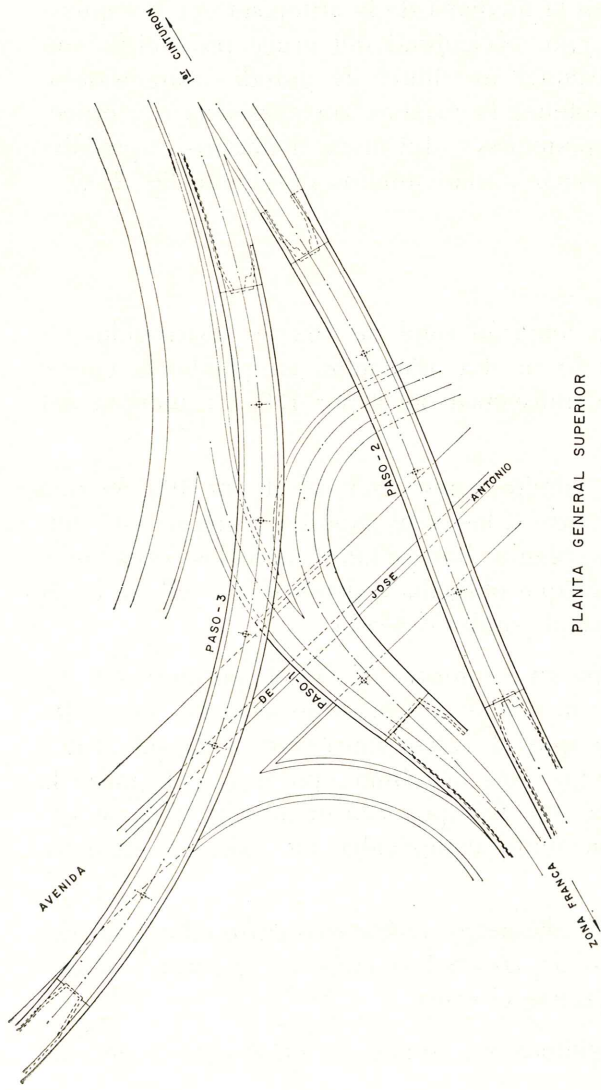 1er CINTURON
PASO-3
PASO-2
AVENIDA DE JOSE ANTONIO
PASO-1
ZONA FRANCA
PLANTA GENERAL SUPERIOR